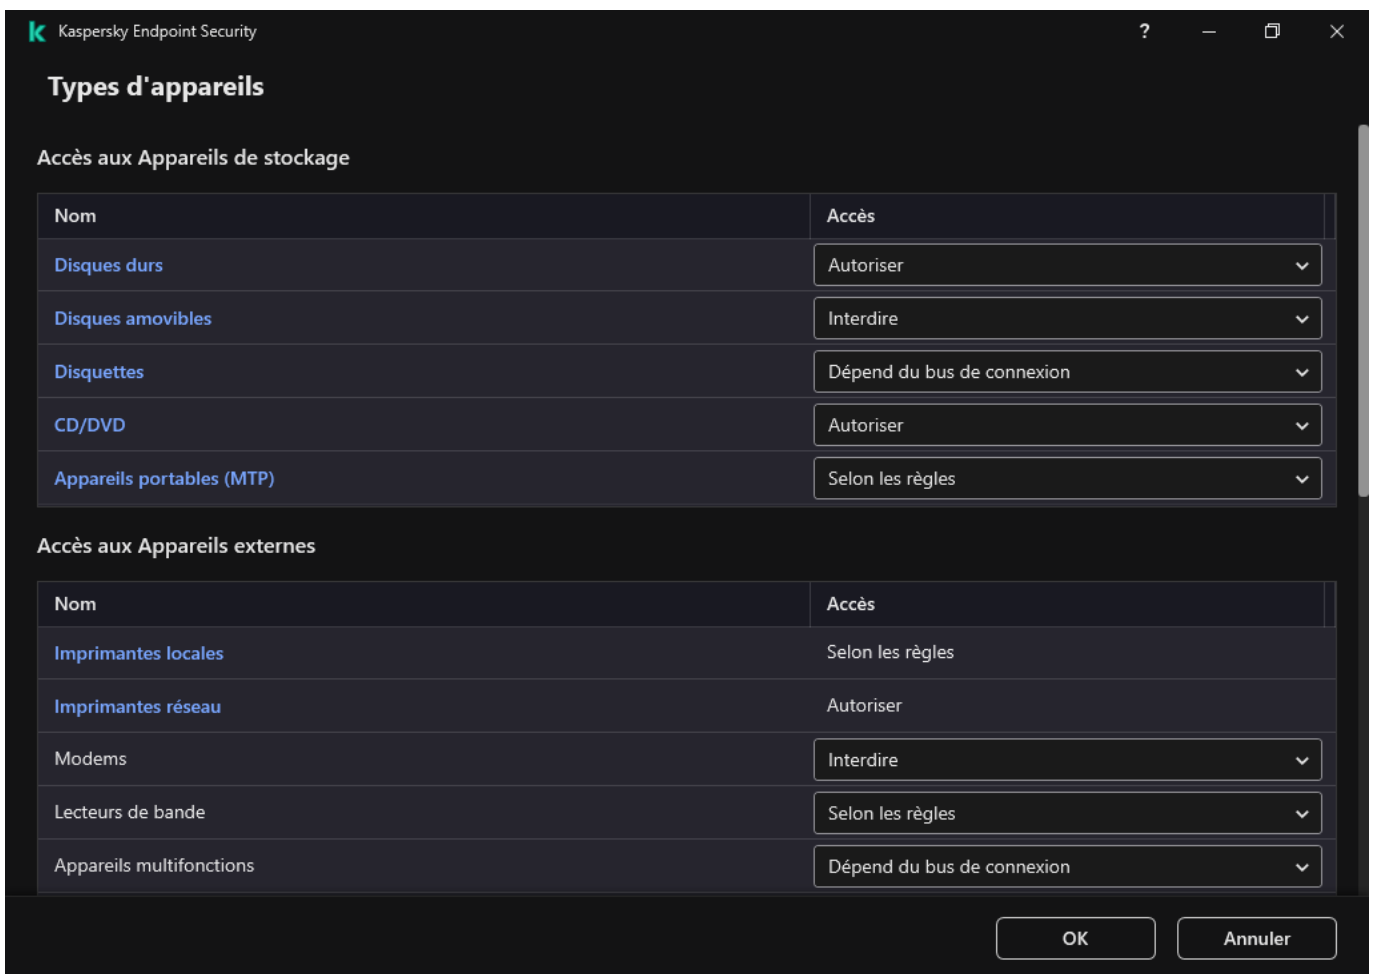 Kaspersky Endpoint Security
?
Types d'appareils
Accès aux Appareils de stockage
Nom Accès
Disques durs Autoriser
Disques amovibles Interdire
Disquettes Dépend du bus de connexion
CD/DVD Autoriser
Appareils portables (MTP) Selon les règles
Accès aux Appareils externes
Nom Accès
Imprimantes locales Selon les règles
Imprimantes réseau Autoriser
Modems Interdire
Lecteurs de bande Selon les règles
Appareils multifonctions Dépend du bus de connexion
OK Annuler